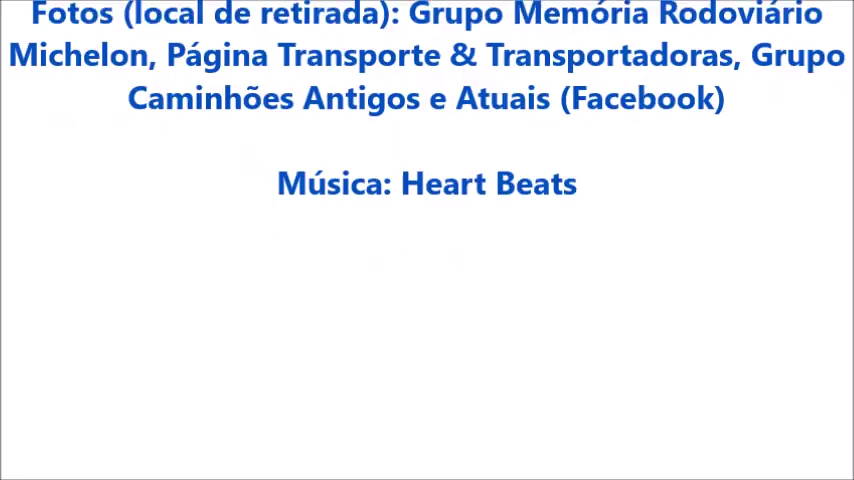 Fotos (local de retirada): Grupo Memória Rodoviário
Michelon, Página Transporte & Transportadoras, Grupo
Caminhões Antigos e Atuais (Facebook)
Música: Heart Beats